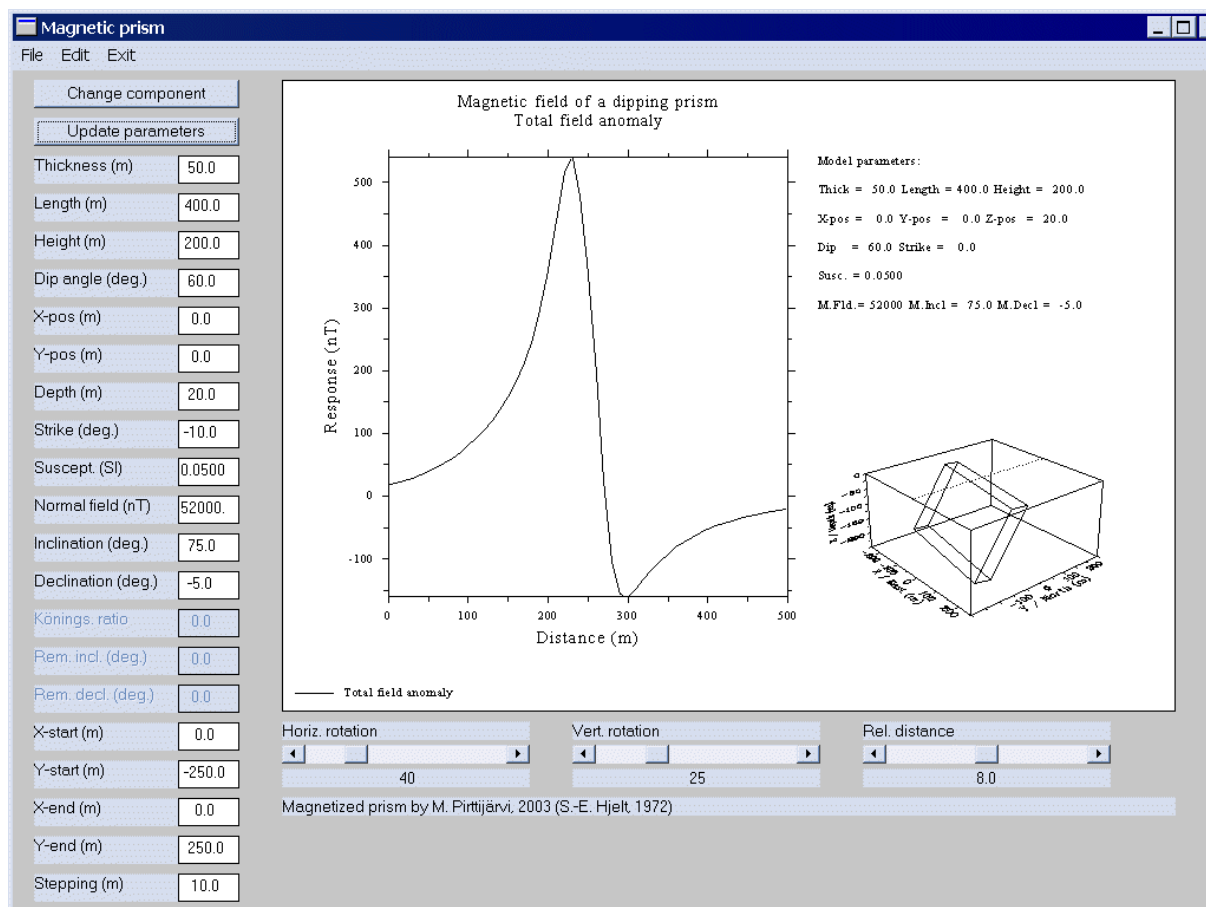 Magnetic prism
File Edit Exit
Change component
Update parameters
Thickness (m) 50.0
Length (m) 400.0
Height (m) 200.0
Dip angle (deg.) 60.0
X-pos (m) 0.0
Y-pos (m) 0.0
Depth (m) 20.0
Strike (deg.) -10.0
Suscept. (SI) 0.0500
Normal field (nT) 52000.
Inclination (deg.) 75.0
Declination (deg.) -5.0
Könings. ratio 0.0
Rem. incl. (deg.) 0.0
Rem. decl. (deg.) 0.0
X-start (m) 0.0
Y-start (m) -250.0
X-end (m) 0.0
Y-end (m) 250.0
Stepping (m) 10.0
Magnetic field of a dipping prism
Total field anomaly
500
400
300
200
100
0
-100
Response (nT)
0 100 200 300 400 500
Distance (m)
Total field anomaly
Model parameters:
Thick = 50.0 Length = 400.0 Height = 200.0
X-pos = 0.0 Y-pos = 0.0 Z-pos = 20.0
Dip = 60.0 Strike = 0.0
Susc. = 0.0500
M.Fld.= 52000 M.Incl = 75.0 M.Decl = -5.0
0
Horiz. rotation
40
Vert. rotation
25
Rel. distance
8.0
Magnetized prism by M. Pirttijärvi, 2003 (S.-E. Hjelt, 1972)